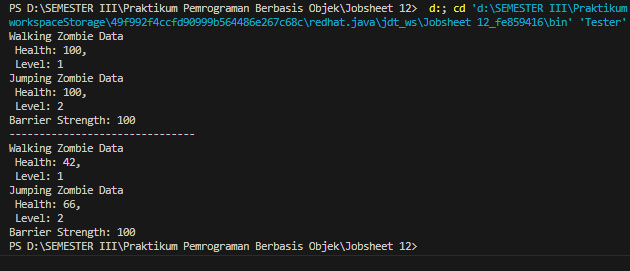 PS D:\SEMESTER III\Praktikum Pemrograman Berbasis Objek\Jobsheet 12>  d:; cd 'd:\SEMESTER III\Praktikum
workspaceStorage\49f992f4ccfd90999b564486e267c68c\redhat.java\jdt_ws\Jobsheet 12_fe859416\bin' 'Tester'
Walking Zombie Data
 Health: 100,
 Level: 1
Jumping Zombie Data
 Health: 100,
 Level: 2
Barrier Strength: 100
-------------------------------
Walking Zombie Data
 Health: 42,
 Level: 1
Jumping Zombie Data
 Health: 66,
 Level: 2
Barrier Strength: 100
PS D:\SEMESTER III\Praktikum Pemrograman Berbasis Objek\Jobsheet 12>